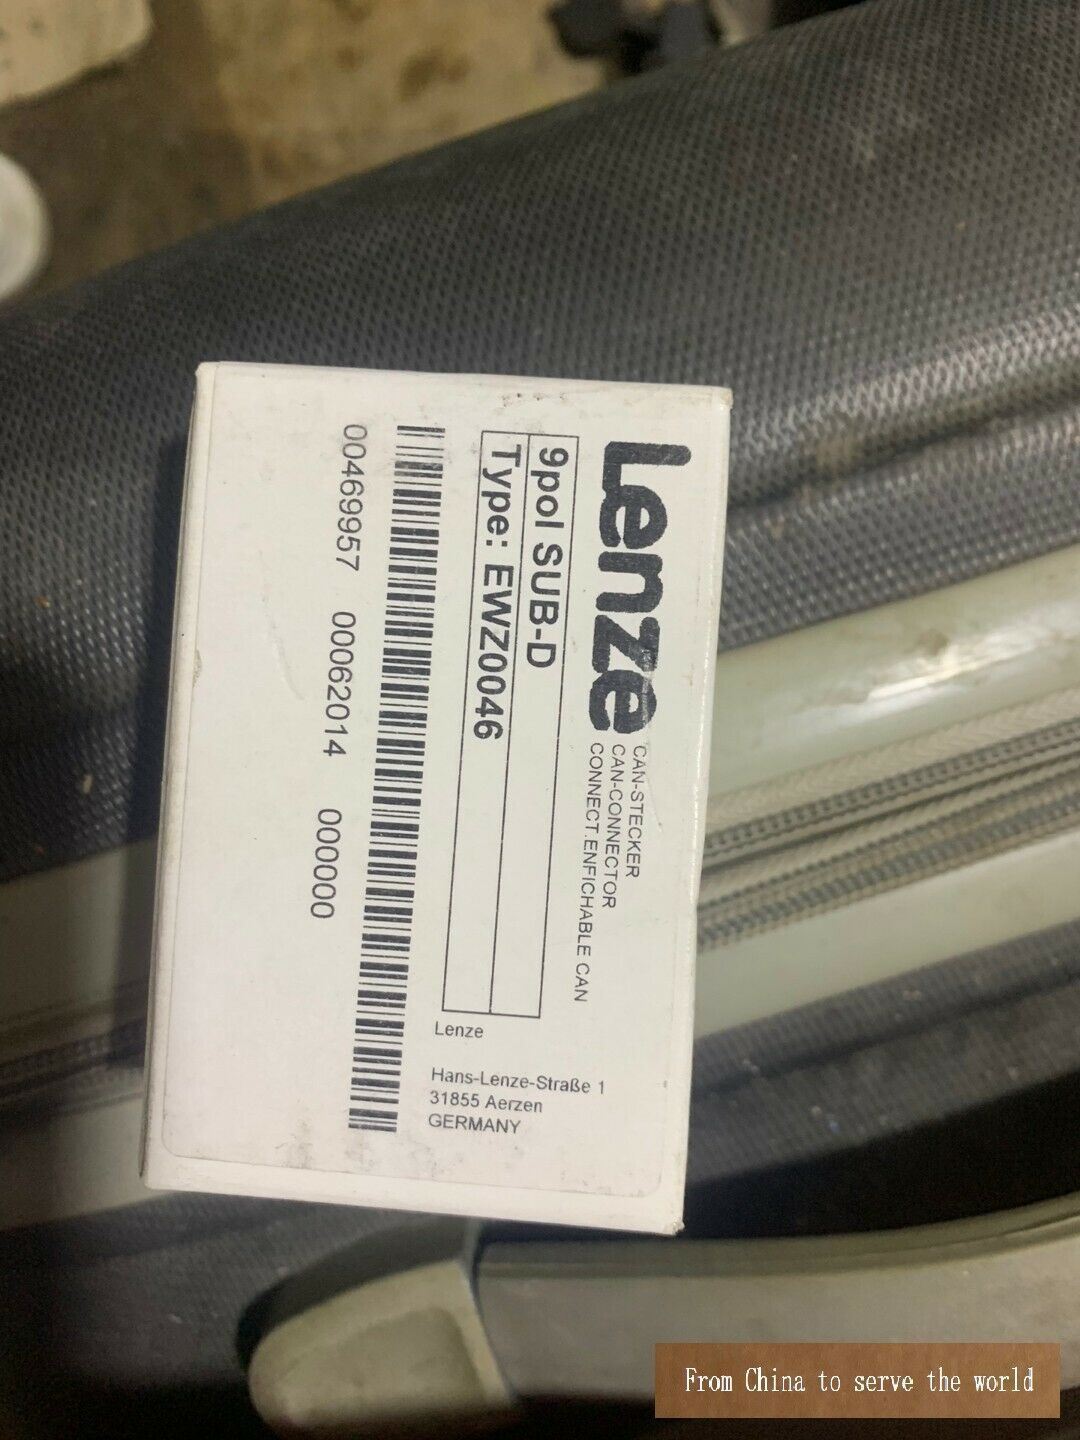 Lenze
CAN-STECKER
CAN-CONNECTOR
CONNECT.ENFICHABLE CAN
9pol SUB-D
Type: EWZ0046
00469957 00062014 000000
Lenze
Hans-Lenze-Straße 1
31855 Aerzen
GERMANY
From China to serve the world